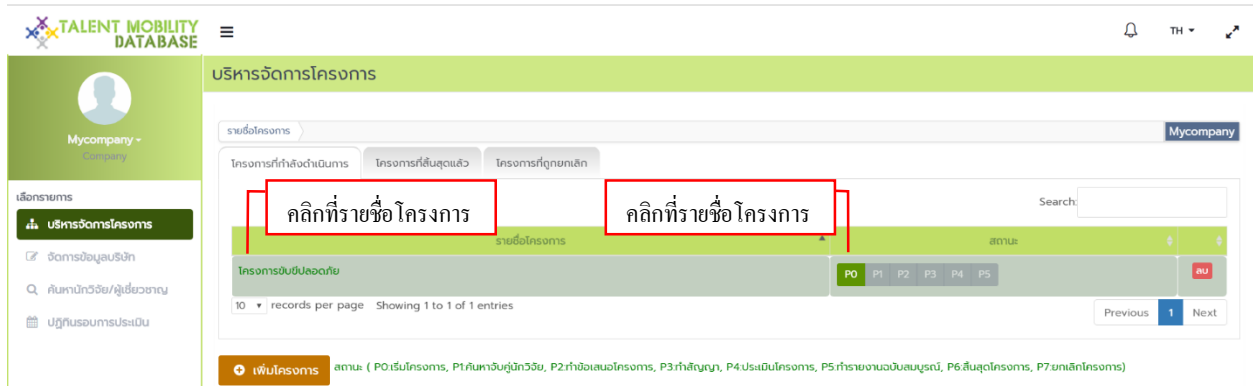 TALENT MOBILITY
DATABASE
TH
บริหารจัดการโครงการ
Mycompany
Company
รายชื่อโครงการ
Mycompany
โครงการที่กำลังดำเนินการ โครงการที่สิ้นสุดแล้ว โครงการที่ถูกยกเลิก
เลือกรายการ
บริหารจัดการโครงการ
จัดการข้อมูลบริษัท
ค้นหานักวิจัย/ผู้เชี่ยวชาญ
ปฏิทินรอบการประเมิน
คลิกที่รายชื่อโครงการ คลิกที่รายชื่อโครงการ
Search:
รายชื่อโครงการ สถานะ
โครงการขับขี่ปลอดภัย P0 P1 P2 P3 P4 P5 ลบ
10 records per page Showing 1 to 1 of 1 entries
Previous 1 Next
เพิ่มโครงการ สถานะ ( P0:เริ่มโครงการ, P1:ค้นหาจับคู่นักวิจัย, P2:ทำข้อเสนอโครงการ, P3:ทำสัญญา, P4:ประเมินโครงการ, P5:ทำรายงานฉบับสมบูรณ์, P6:สิ้นสุดโครงการ, P7:ยกเลิกโครงการ)